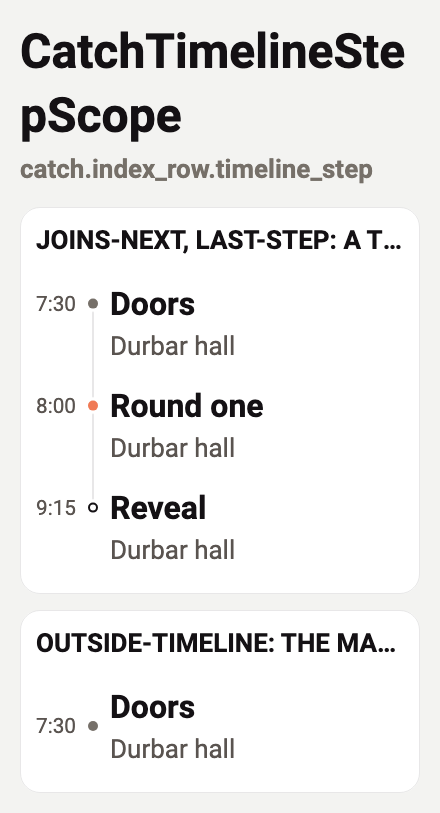 CatchTimelineSte
pScope
catch.index_row.timeline_step
JOINS-NEXT, LAST-STEP: A T…
7:30 Doors
Durbar hall
8:00 Round one
Durbar hall
9:15 Reveal
Durbar hall
OUTSIDE-TIMELINE: THE MA…
Doors
7:30
Durbar hall